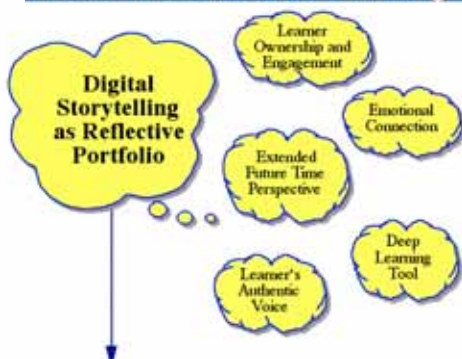 Digital
Storytelling
as Reflective
Portfolio
Learner
Ownership and
Engagement
Emotional
Connection
Extended
Future Time
Perspective
Deep
Learning
Tool
Learner's
Authentic
Voice